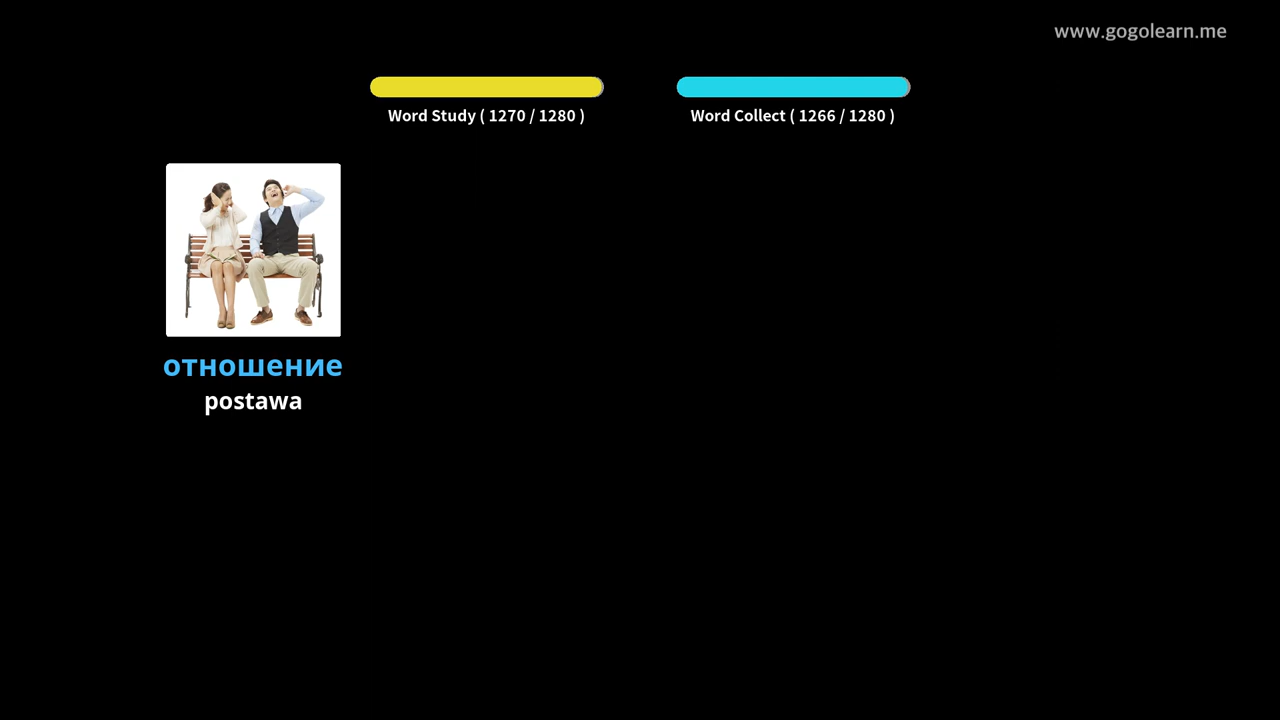 www.gogolearn.me
Word Study ( 1270 / 1280 )
Word Collect ( 1266 / 1280 )
отношение
postawa